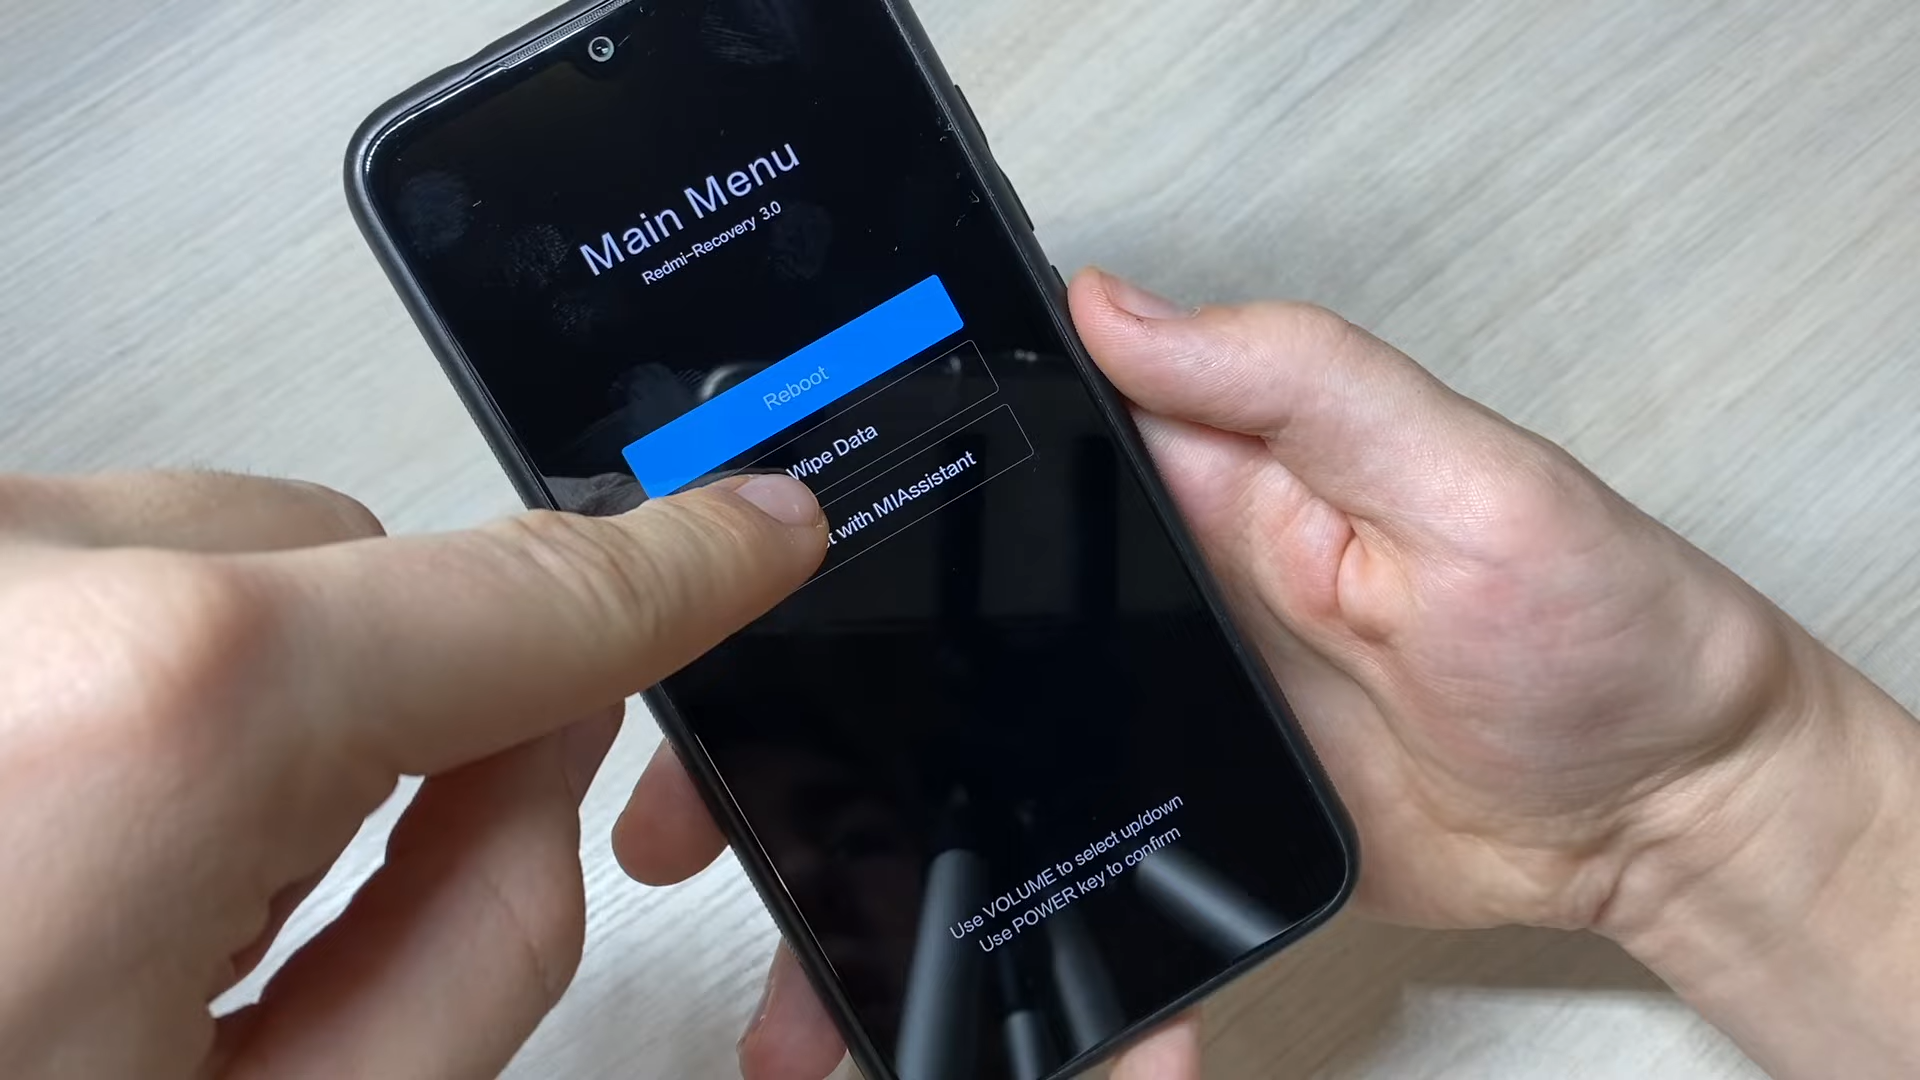 Main Menu
Redmi-Recovery 3.0
Reboot
Wipe Data
with MIAssistant
Use VOLUME to select up/down
Use POWER key to confirm